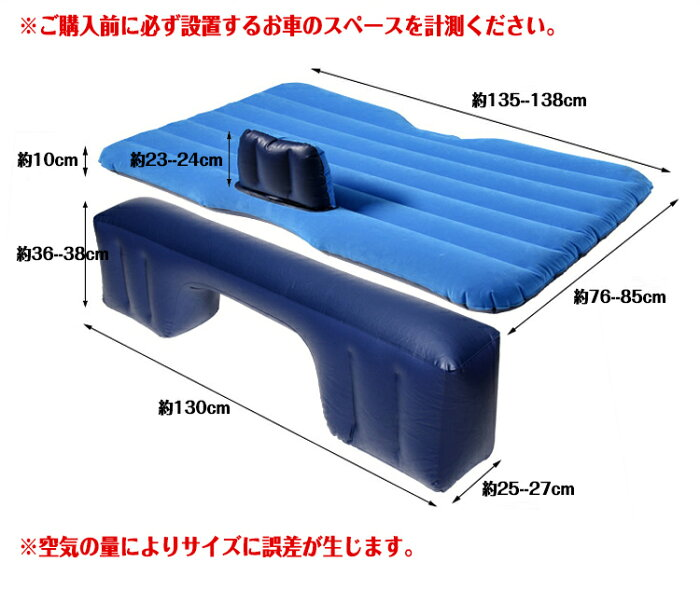 ※ご購入前に必ず設置するお車のスペースを計測ください。
約135--138cm
約23--24cm
約10cm
約36--38cm
約76--85cm
約130cm
約25--27cm
※空気の量によりサイズに誤差が生じます。